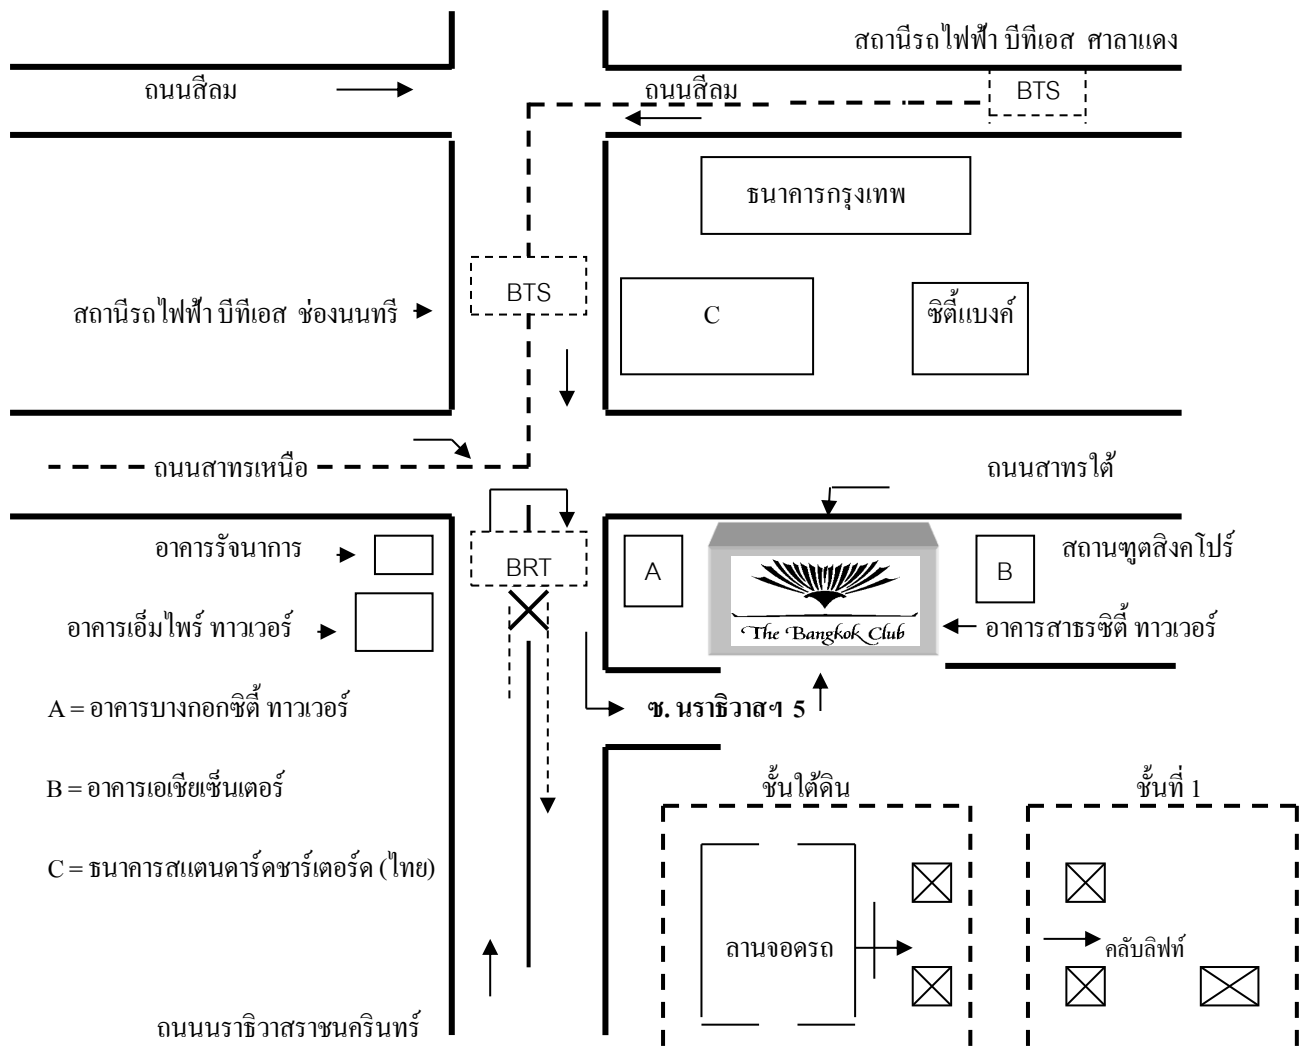 สถานีรถไฟฟ้า บีทีเอส ศาลาแดง
ถนนสีลม
ถนนสีลม
BTS
ธนาคารกรุงเทพ
BTS
สถานีรถไฟฟ้า บีทีเอส ช่องนนทรี
C
ซิตี้แบงค์
ถนนสาทรเหนือ
ถนนสาทรใต้
อาคารรัจนาการ
BRT
A
B
สถานฑูตสิงคโปร์
อาคารเอ็มไพร์ ทาวเวอร์
The Bangkok Club
อาคารสาธรซิตี้ ทาวเวอร์
A = อาคารบางกอกซิตี้ ทาวเวอร์
ซ. นราธิวาสฯ 5
B = อาคารเอเชียเซ็นเตอร์
ชั้นใต้ดิน
ชั้นที่ 1
C = ธนาคารสแตนดาร์ดชาร์เตอร์ด (ไทย)
ลานจอดรถ
คลับลิฟท์
ถนนนราธิวาสราชนครินทร์